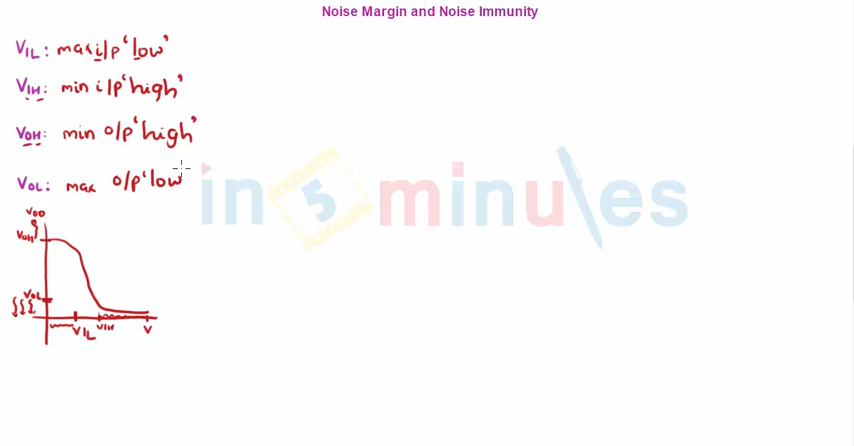 Noise Margin and Noise Immunity
VIL: max i/p 'low'
VIH: min i/p 'high'
VOH: min o/p 'high'
VOL: max o/p 'low'
in 5 minutes
VDD
VOH
VOL
VIL VIH V